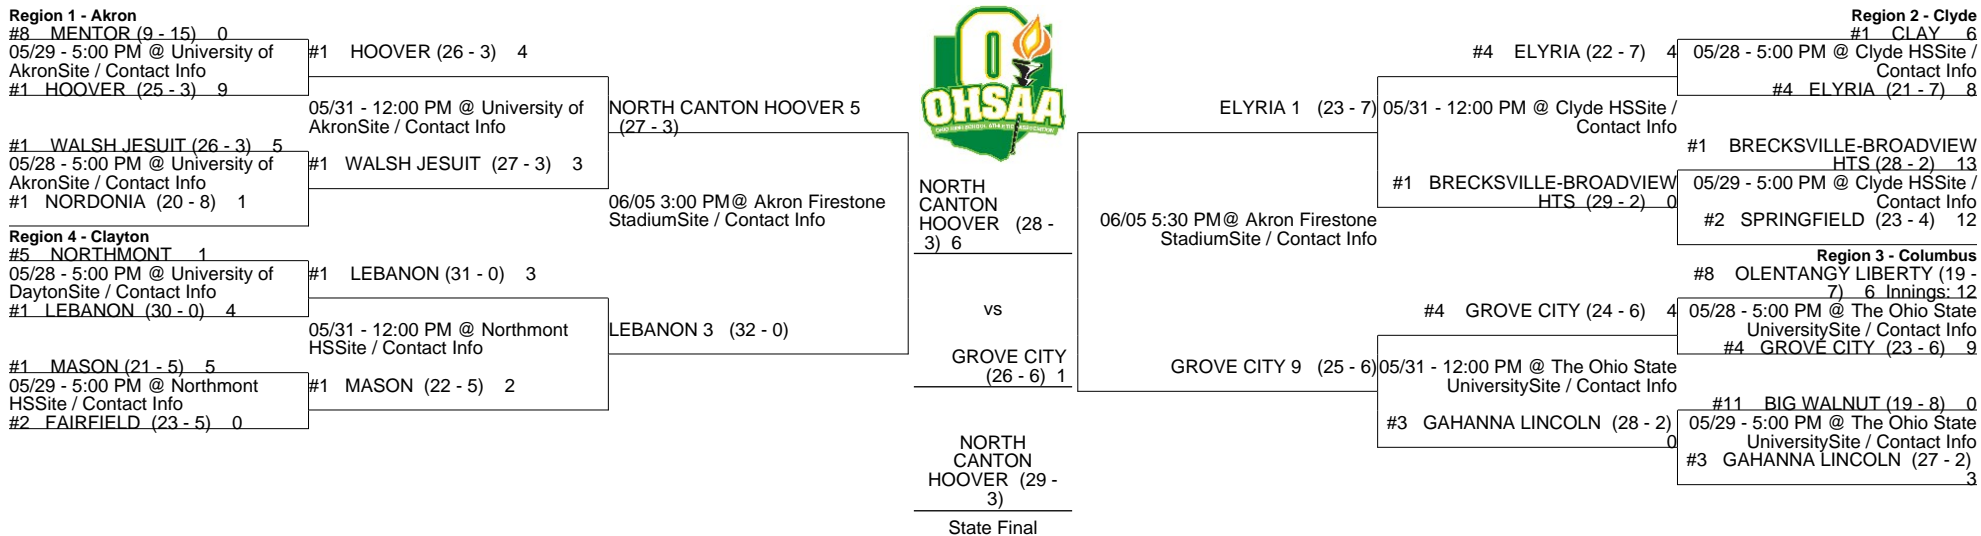 Region 1 - Akron
#8 MENTOR (9 - 15) 0
05/29 - 5:00 PM @ University of
AkronSite / Contact Info
#1 HOOVER (25 - 3) 9
#1 WALSH JESUIT (26 - 3) 5
05/28 - 5:00 PM @ University of
AkronSite / Contact Info
#1 NORDONIA (20 - 8) 1
Region 4 - Clayton
#5 NORTHMONT 1
05/28 - 5:00 PM @ University of
DaytonSite / Contact Info
#1 LEBANON (30 - 0) 4
#1 MASON (21 - 5) 5
05/29 - 5:00 PM @ Northmont
HSSite / Contact Info
#2 FAIRFIELD (23 - 5) 0
#1 HOOVER (26 - 3) 4
05/31 - 12:00 PM @ University of
AkronSite / Contact Info
#1 WALSH JESUIT (27 - 3) 3
#1 LEBANON (31 - 0) 3
05/31 - 12:00 PM @ Northmont
HSSite / Contact Info
#1 MASON (22 - 5) 2
NORTH CANTON HOOVER 5
(27 - 3)
06/05 3:00 PM@ Akron Firestone
StadiumSite / Contact Info
LEBANON 3 (32 - 0)
OHSAA
NORTH
CANTON
HOOVER (28 -
3) 6
vs
GROVE CITY
(26 - 6) 1
NORTH
CANTON
HOOVER (29 -
3)
State Final
ELYRIA 1 (23 - 7)
06/05 5:30 PM@ Akron Firestone
StadiumSite / Contact Info
GROVE CITY 9 (25 - 6)
#4 ELYRIA (22 - 7) 4
05/31 - 12:00 PM @ Clyde HSSite /
Contact Info
#1 BRECKSVILLE-BROADVIEW
HTS (29 - 2) 0
#4 GROVE CITY (24 - 6) 4
05/31 - 12:00 PM @ The Ohio State
UniversitySite / Contact Info
#3 GAHANNA LINCOLN (28 - 2)
0
Region 2 - Clyde
#1 CLAY 6
05/28 - 5:00 PM @ Clyde HSSite /
Contact Info
#4 ELYRIA (21 - 7) 8
#1 BRECKSVILLE-BROADVIEW
HTS (28 - 2) 13
05/29 - 5:00 PM @ Clyde HSSite /
Contact Info
#2 SPRINGFIELD (23 - 4) 12
Region 3 - Columbus
#8 OLENTANGY LIBERTY (19 -
7) 6 Innings: 12
05/28 - 5:00 PM @ The Ohio State
UniversitySite / Contact Info
#4 GROVE CITY (23 - 6) 9
#11 BIG WALNUT (19 - 8) 0
05/29 - 5:00 PM @ The Ohio State
UniversitySite / Contact Info
#3 GAHANNA LINCOLN (27 - 2)
3